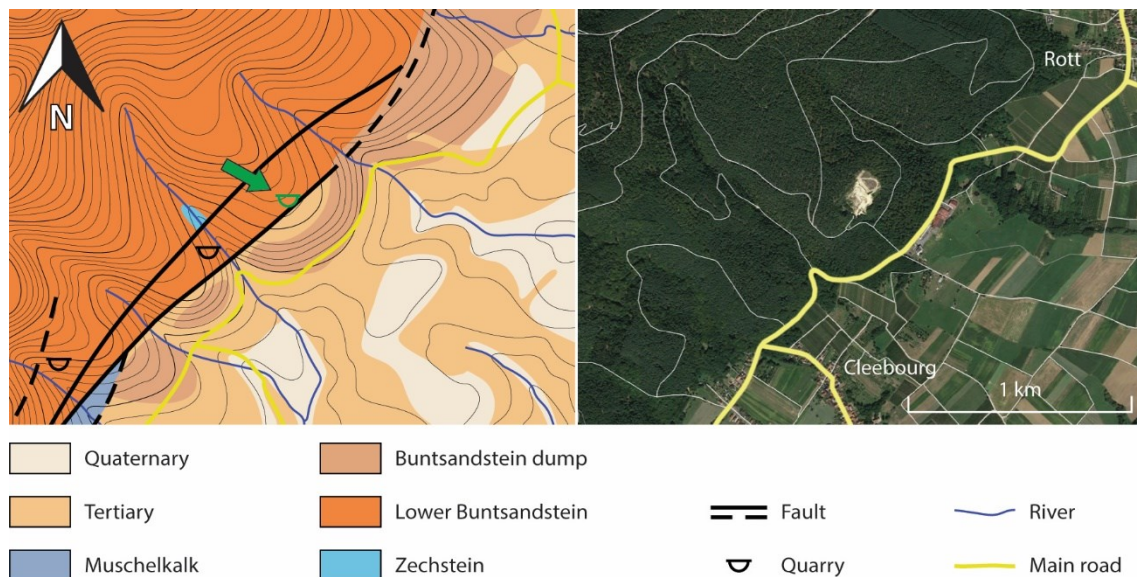 N
Rott
Cleebourg
1 km
Quaternary
Buntsandstein dump
Tertiary
Lower Buntsandstein
Fault
River
Muschelkalk
Zechstein
Quarry
Main road